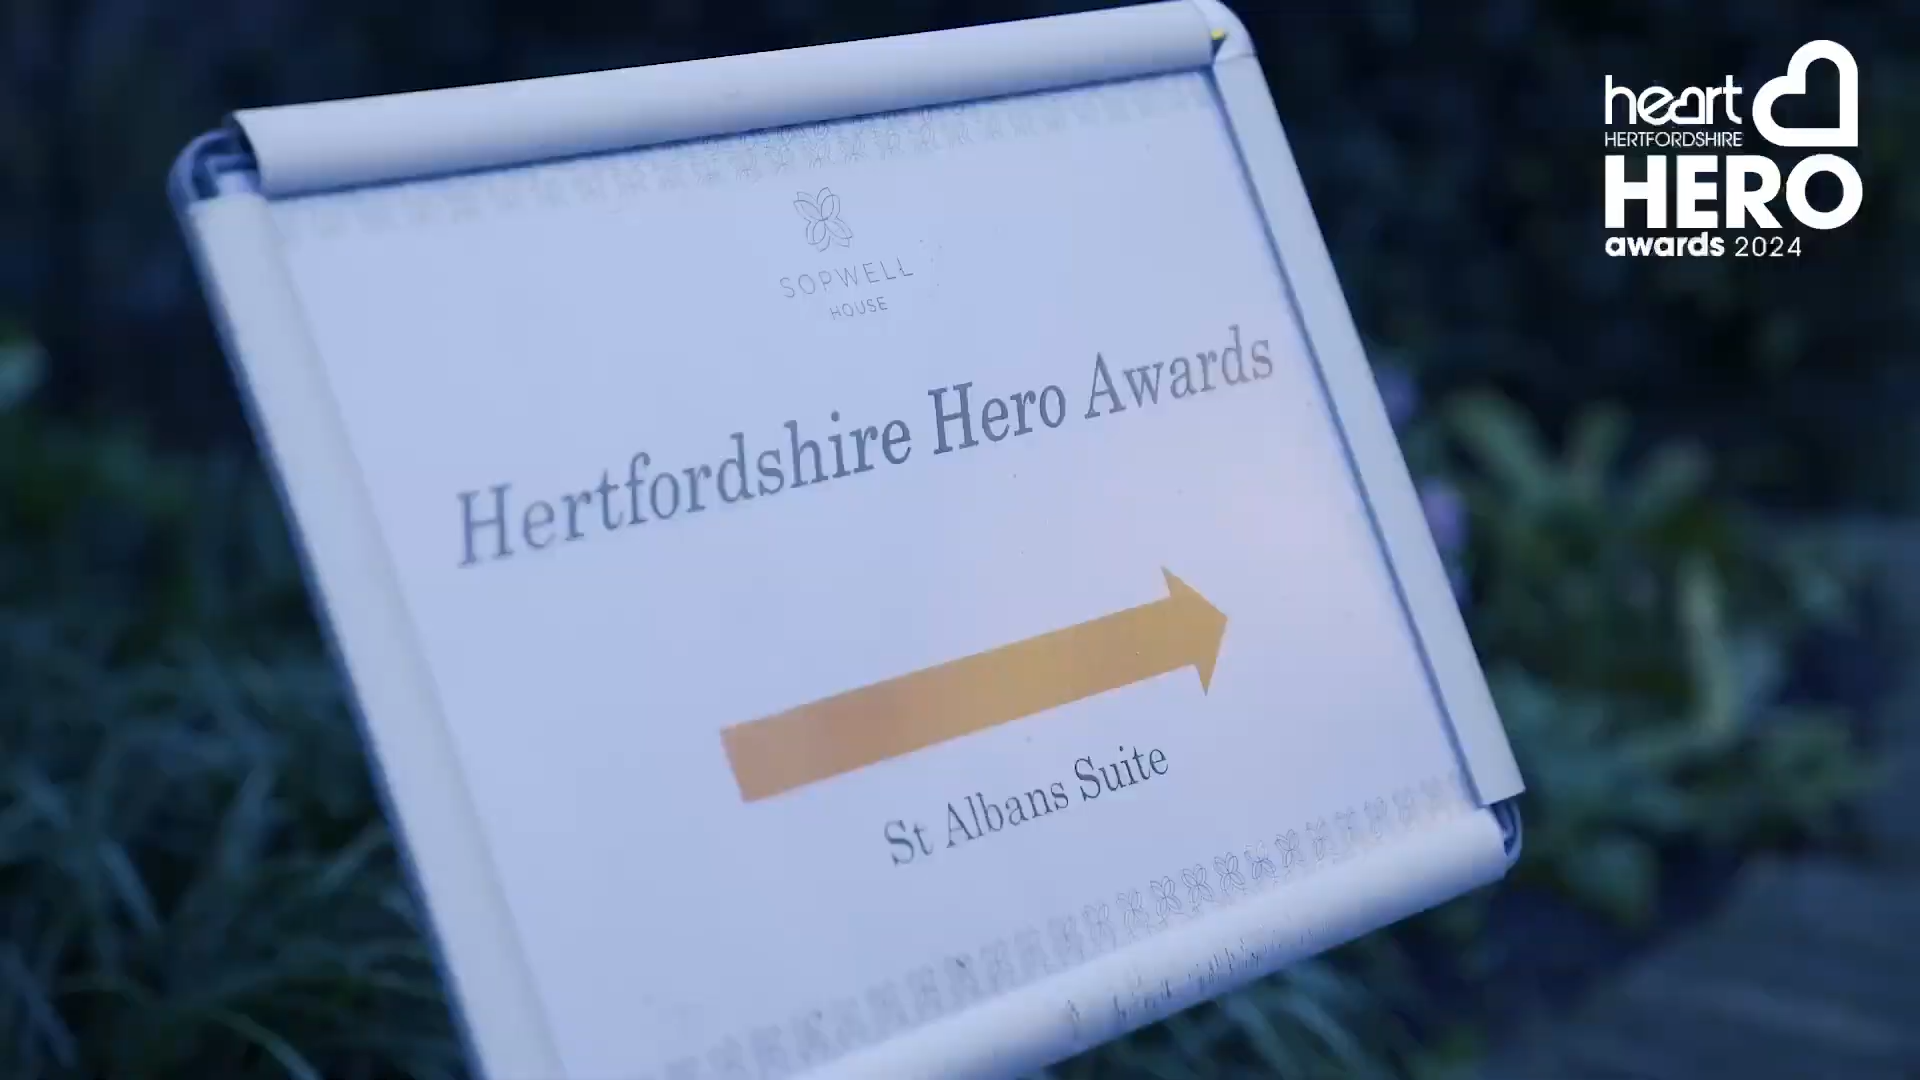 heart
HERTFORDSHIRE
HERO
awards 2024
SOPWELL
HOUSE
Hertfordshire Hero Awards
St Albans Suite